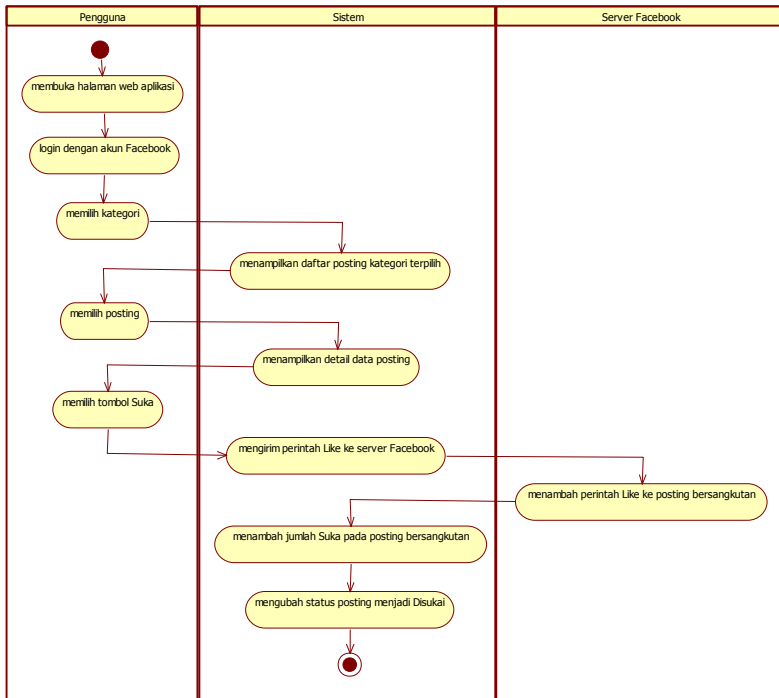 Pengguna
Sistem
Server Facebook
membuka halaman web aplikasi
login dengan akun Facebook
memilih kategori
menampilkan daftar posting kategori terpilih
memilih posting
menampilkan detail data posting
memilih tombol Suka
mengirim perintah Like ke server Facebook
menambah perintah Like ke posting bersangkutan
menambah jumlah Suka pada posting bersangkutan
mengubah status posting menjadi Disukai